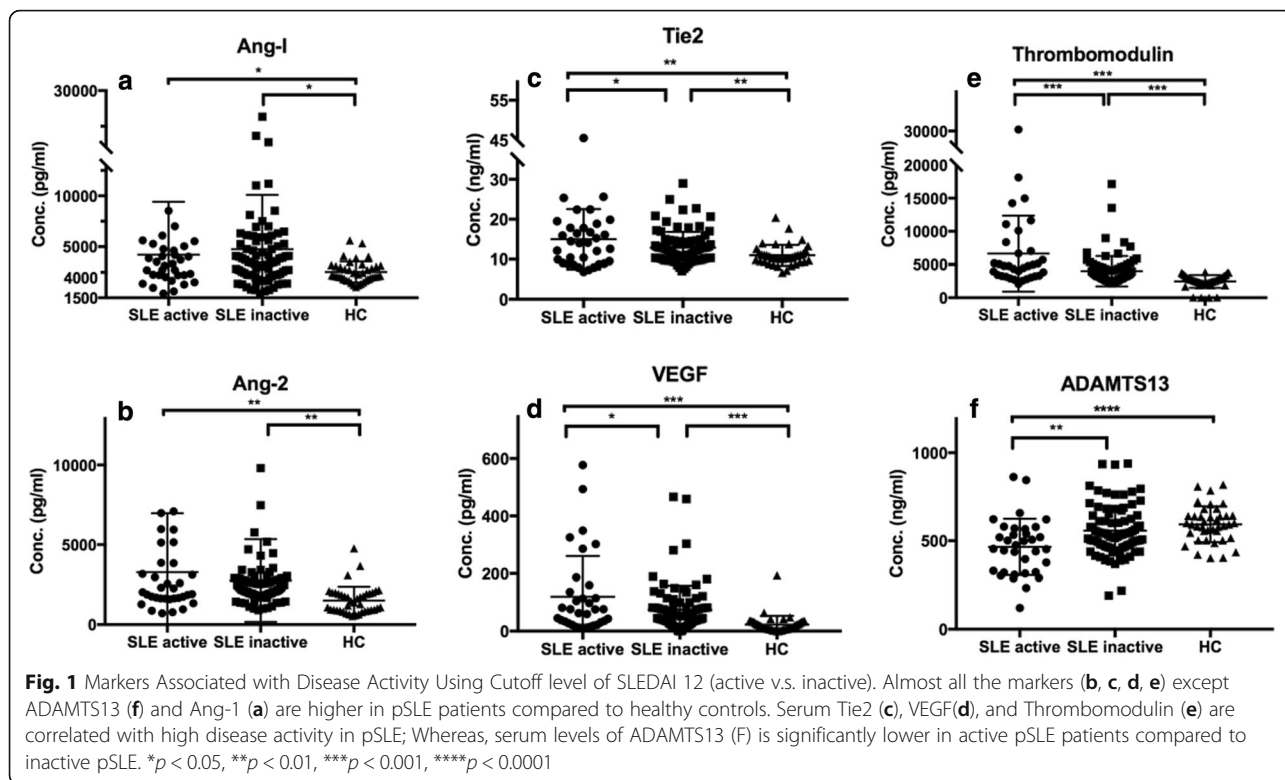 Ang-I
a
*
*
30000
10000
5000
4000
1500
Conc. (pg/ml)
SLE active SLE inactive HC
Tie2
c
**
*
**
55
45
30
20
10
0
Conc. (ng/ml)
SLE active SLE inactive HC
Thrombomodulin
e
***
***
***
30000
20000
15000
10000
5000
0
Conc. (pg/ml)
SLE active SLE inactive HC
Ang-2
b
**
**
10000
5000
0
Conc. (pg/ml)
SLE active SLE inactive HC
VEGF
d
***
*
***
600
400
200
0
Conc. (pg/ml)
SLE active SLE inactive HC
ADAMTS13
f
****
**
1000
500
0
Conc. (ng/ml)
SLE active SLE inactive HC
Fig. 1 Markers Associated with Disease Activity Using Cutoff level of SLEDAI 12 (active v.s. inactive). Almost all the markers (b, c, d, e) except
ADAMTS13 (f) and Ang-1 (a) are higher in pSLE patients compared to healthy controls. Serum Tie2 (c), VEGF(d), and Thrombomodulin (e) are
correlated with high disease activity in pSLE; Whereas, serum levels of ADAMTS13 (F) is significantly lower in active pSLE patients compared to
inactive pSLE. *p < 0.05, **p < 0.01, ***p < 0.001, ****p < 0.0001